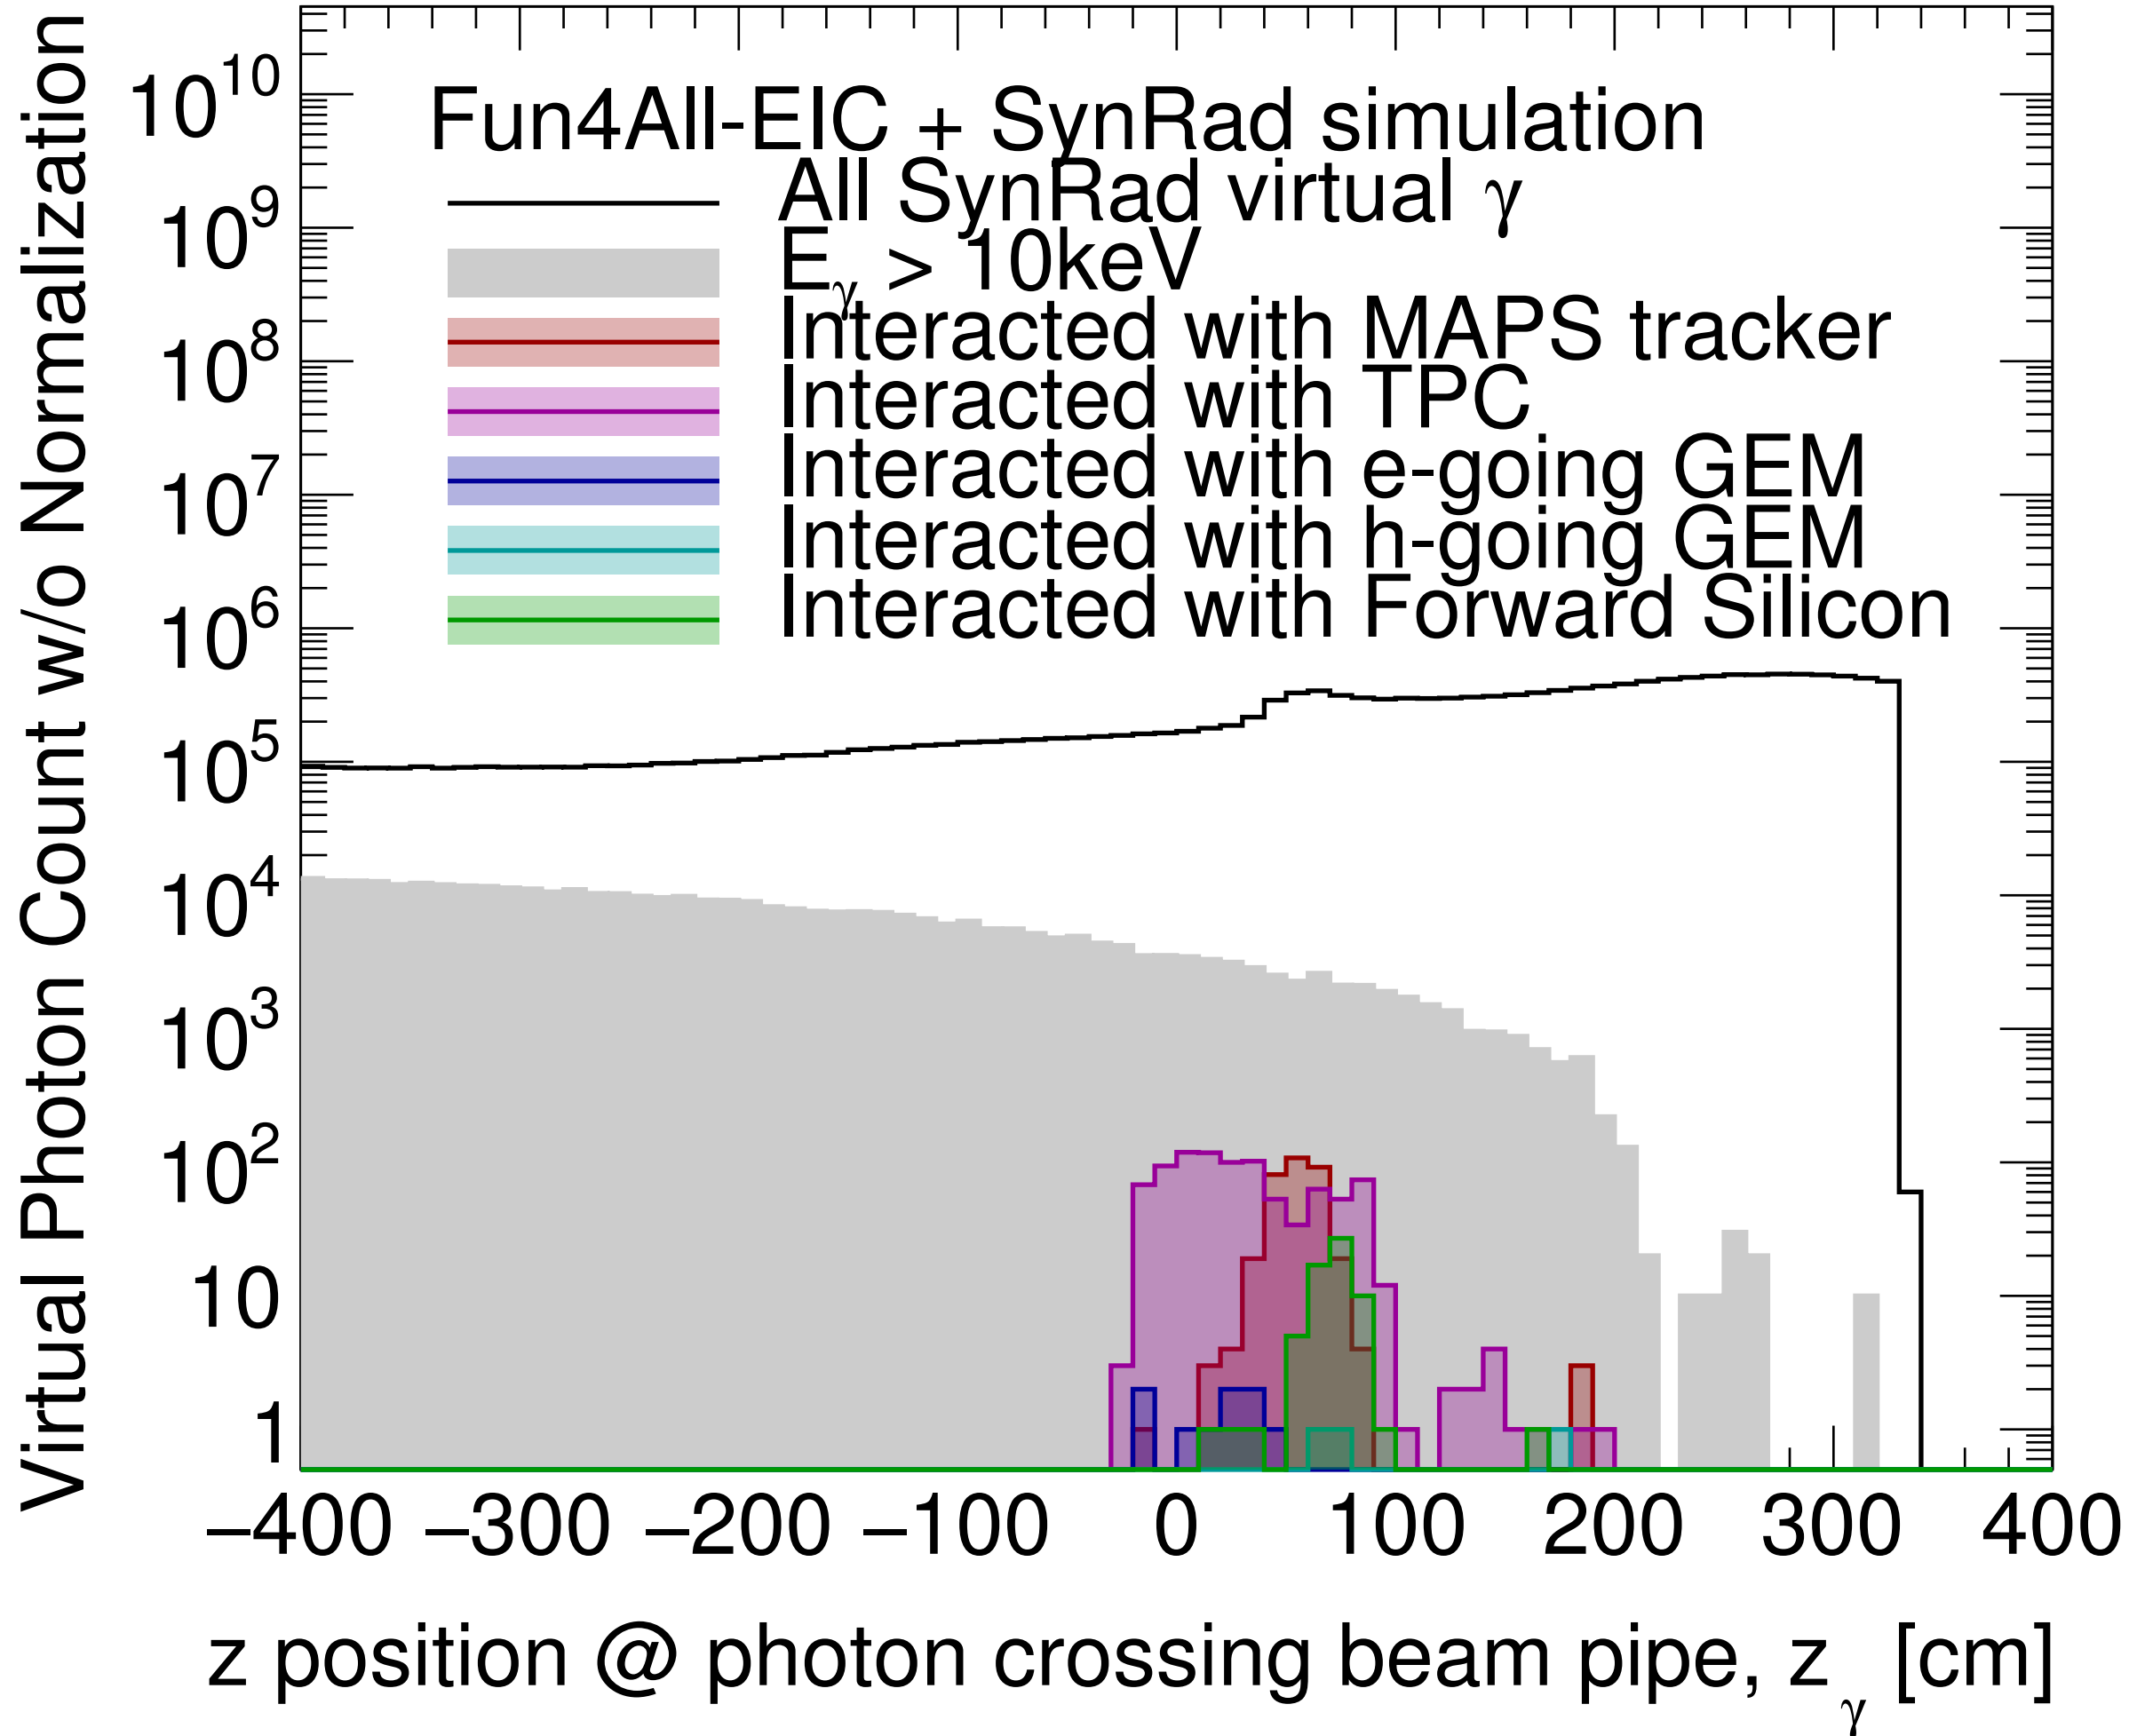 Virtual Photon Count w/o Normalization
10^10
10^9
10^8
10^7
10^6
10^5
10^4
10^3
10^2
10
1
Fun4All-EIC + SynRad simulation
All SynRad virtual γ
E_γ > 10keV
Interacted with MAPS tracker
Interacted with TPC
Interacted with e-going GEM
Interacted with h-going GEM
Interacted with Forward Silicon
−400 −300 −200 −100 0 100 200 300 400
z position @ photon crossing beam pipe, z_γ [cm]